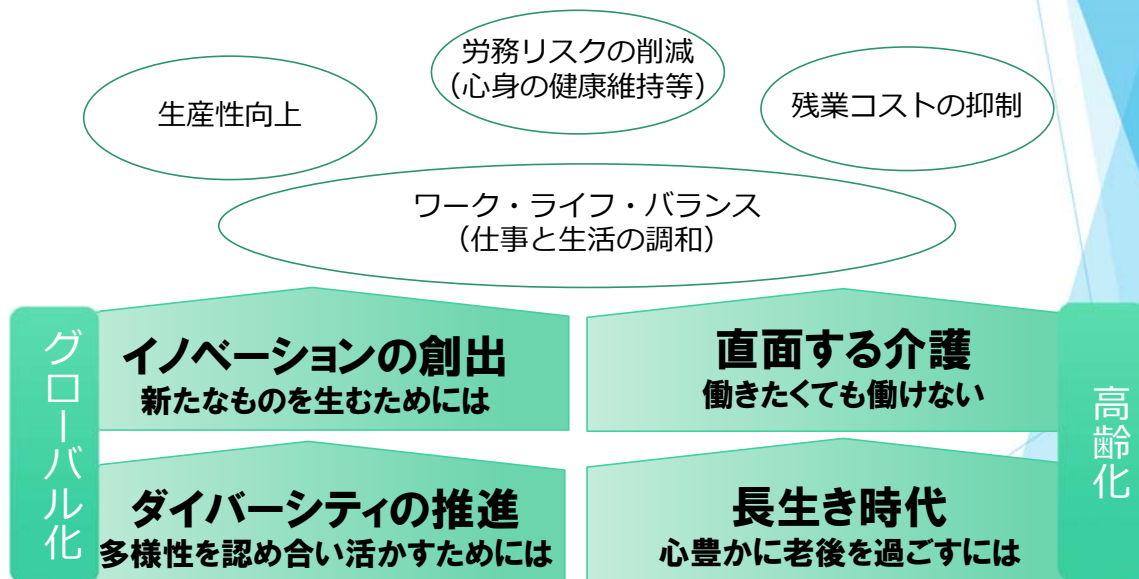 労務リスクの削減
（心身の健康維持等）
生産性向上
残業コストの抑制
ワーク・ライフ・バランス
（仕事と生活の調和）
グローバル化
イノベーションの創出
新たなものを生むためには
直面する介護
働きたくても働けない
高齢化
ダイバーシティの推進
多様性を認め合い活かすためには
長生き時代
心豊かに老後を過ごすには